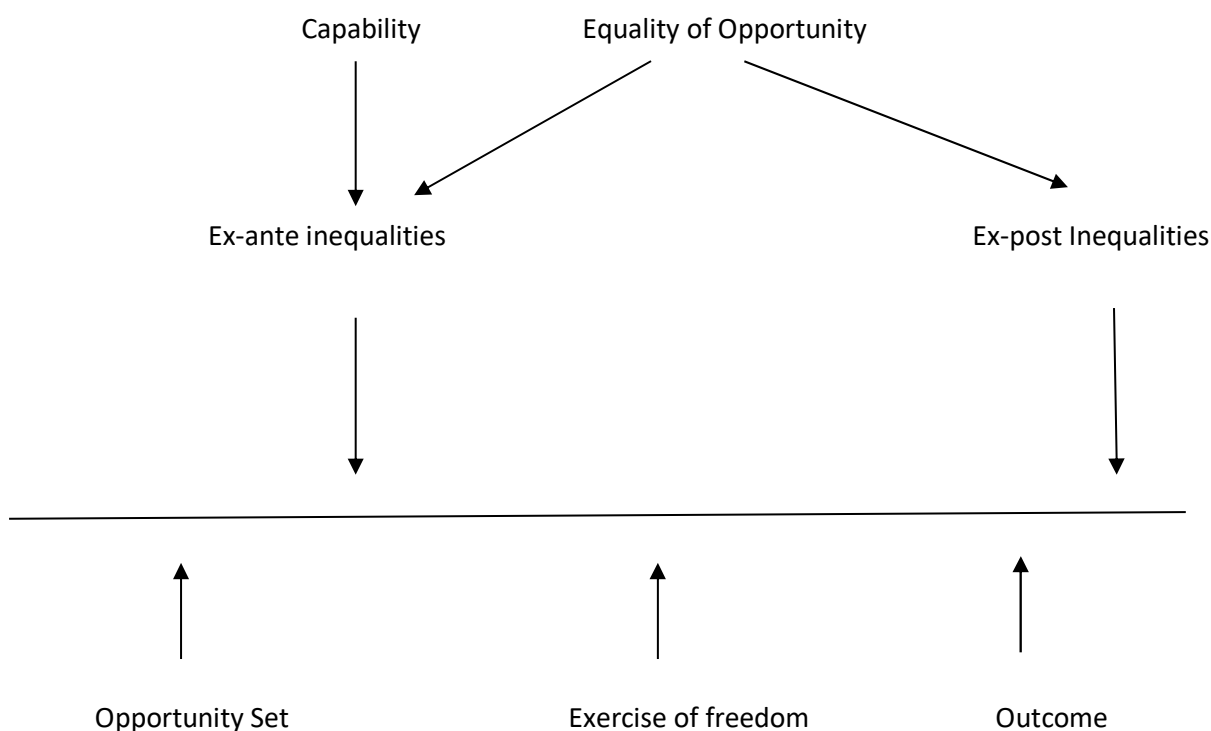 Capability Equality of Opportunity
Ex-ante inequalities Ex-post Inequalities
Opportunity Set Exercise of freedom Outcome